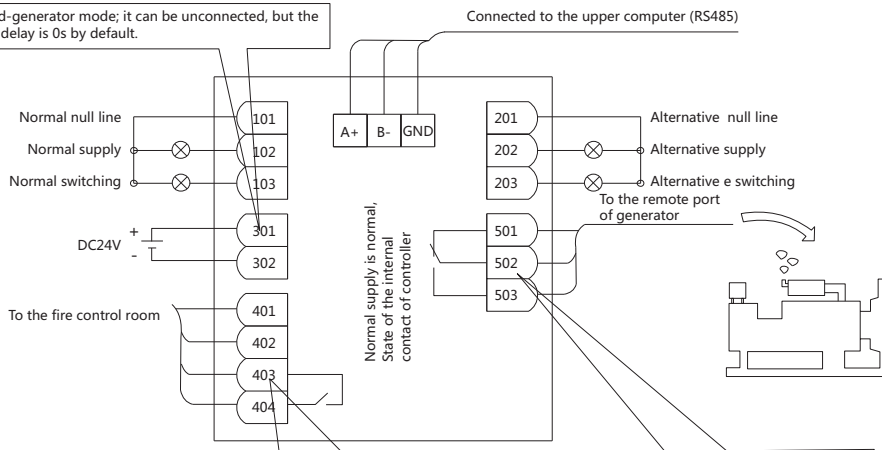 d-generator mode; it can be unconnected, but the
delay is 0s by default.
Connected to the upper computer (RS485)
A+ B- GND
Normal null line
Normal supply
Normal switching
101
102
103
201
202
203
Alternative null line
Alternative supply
Alternative e switching
DC24V
+
-
301
302
501
502
503
To the remote port
of generator
To the fire control room
401
402
403
404
Normal supply is normal,
State of the internal
contact of controller